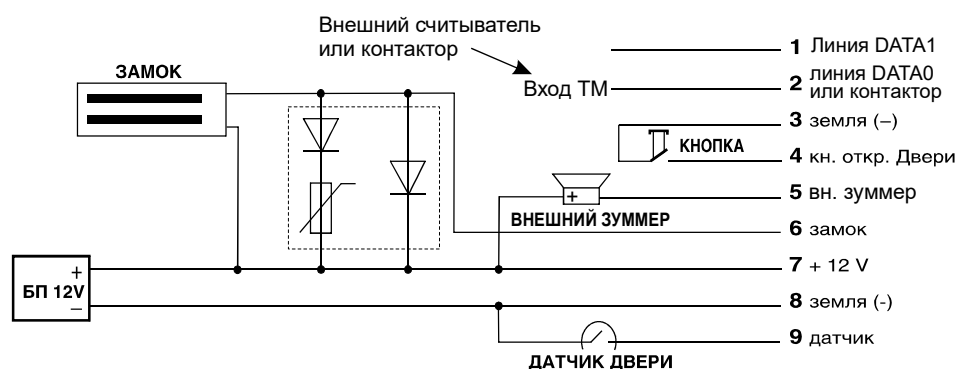 Внешний считыватель
или контактор
Вход ТМ
1 Линия DATA1
2 линия DATA0
или контактор
ЗАМОК
3 земля (–)
КНОПКА
4 кн. откр. Двери
+
5 вн. зуммер
ВНЕШНИЙ ЗУММЕР
6 замок
БП 12V
+
–
7 + 12 V
8 земля (-)
9 датчик
ДАТЧИК ДВЕРИ